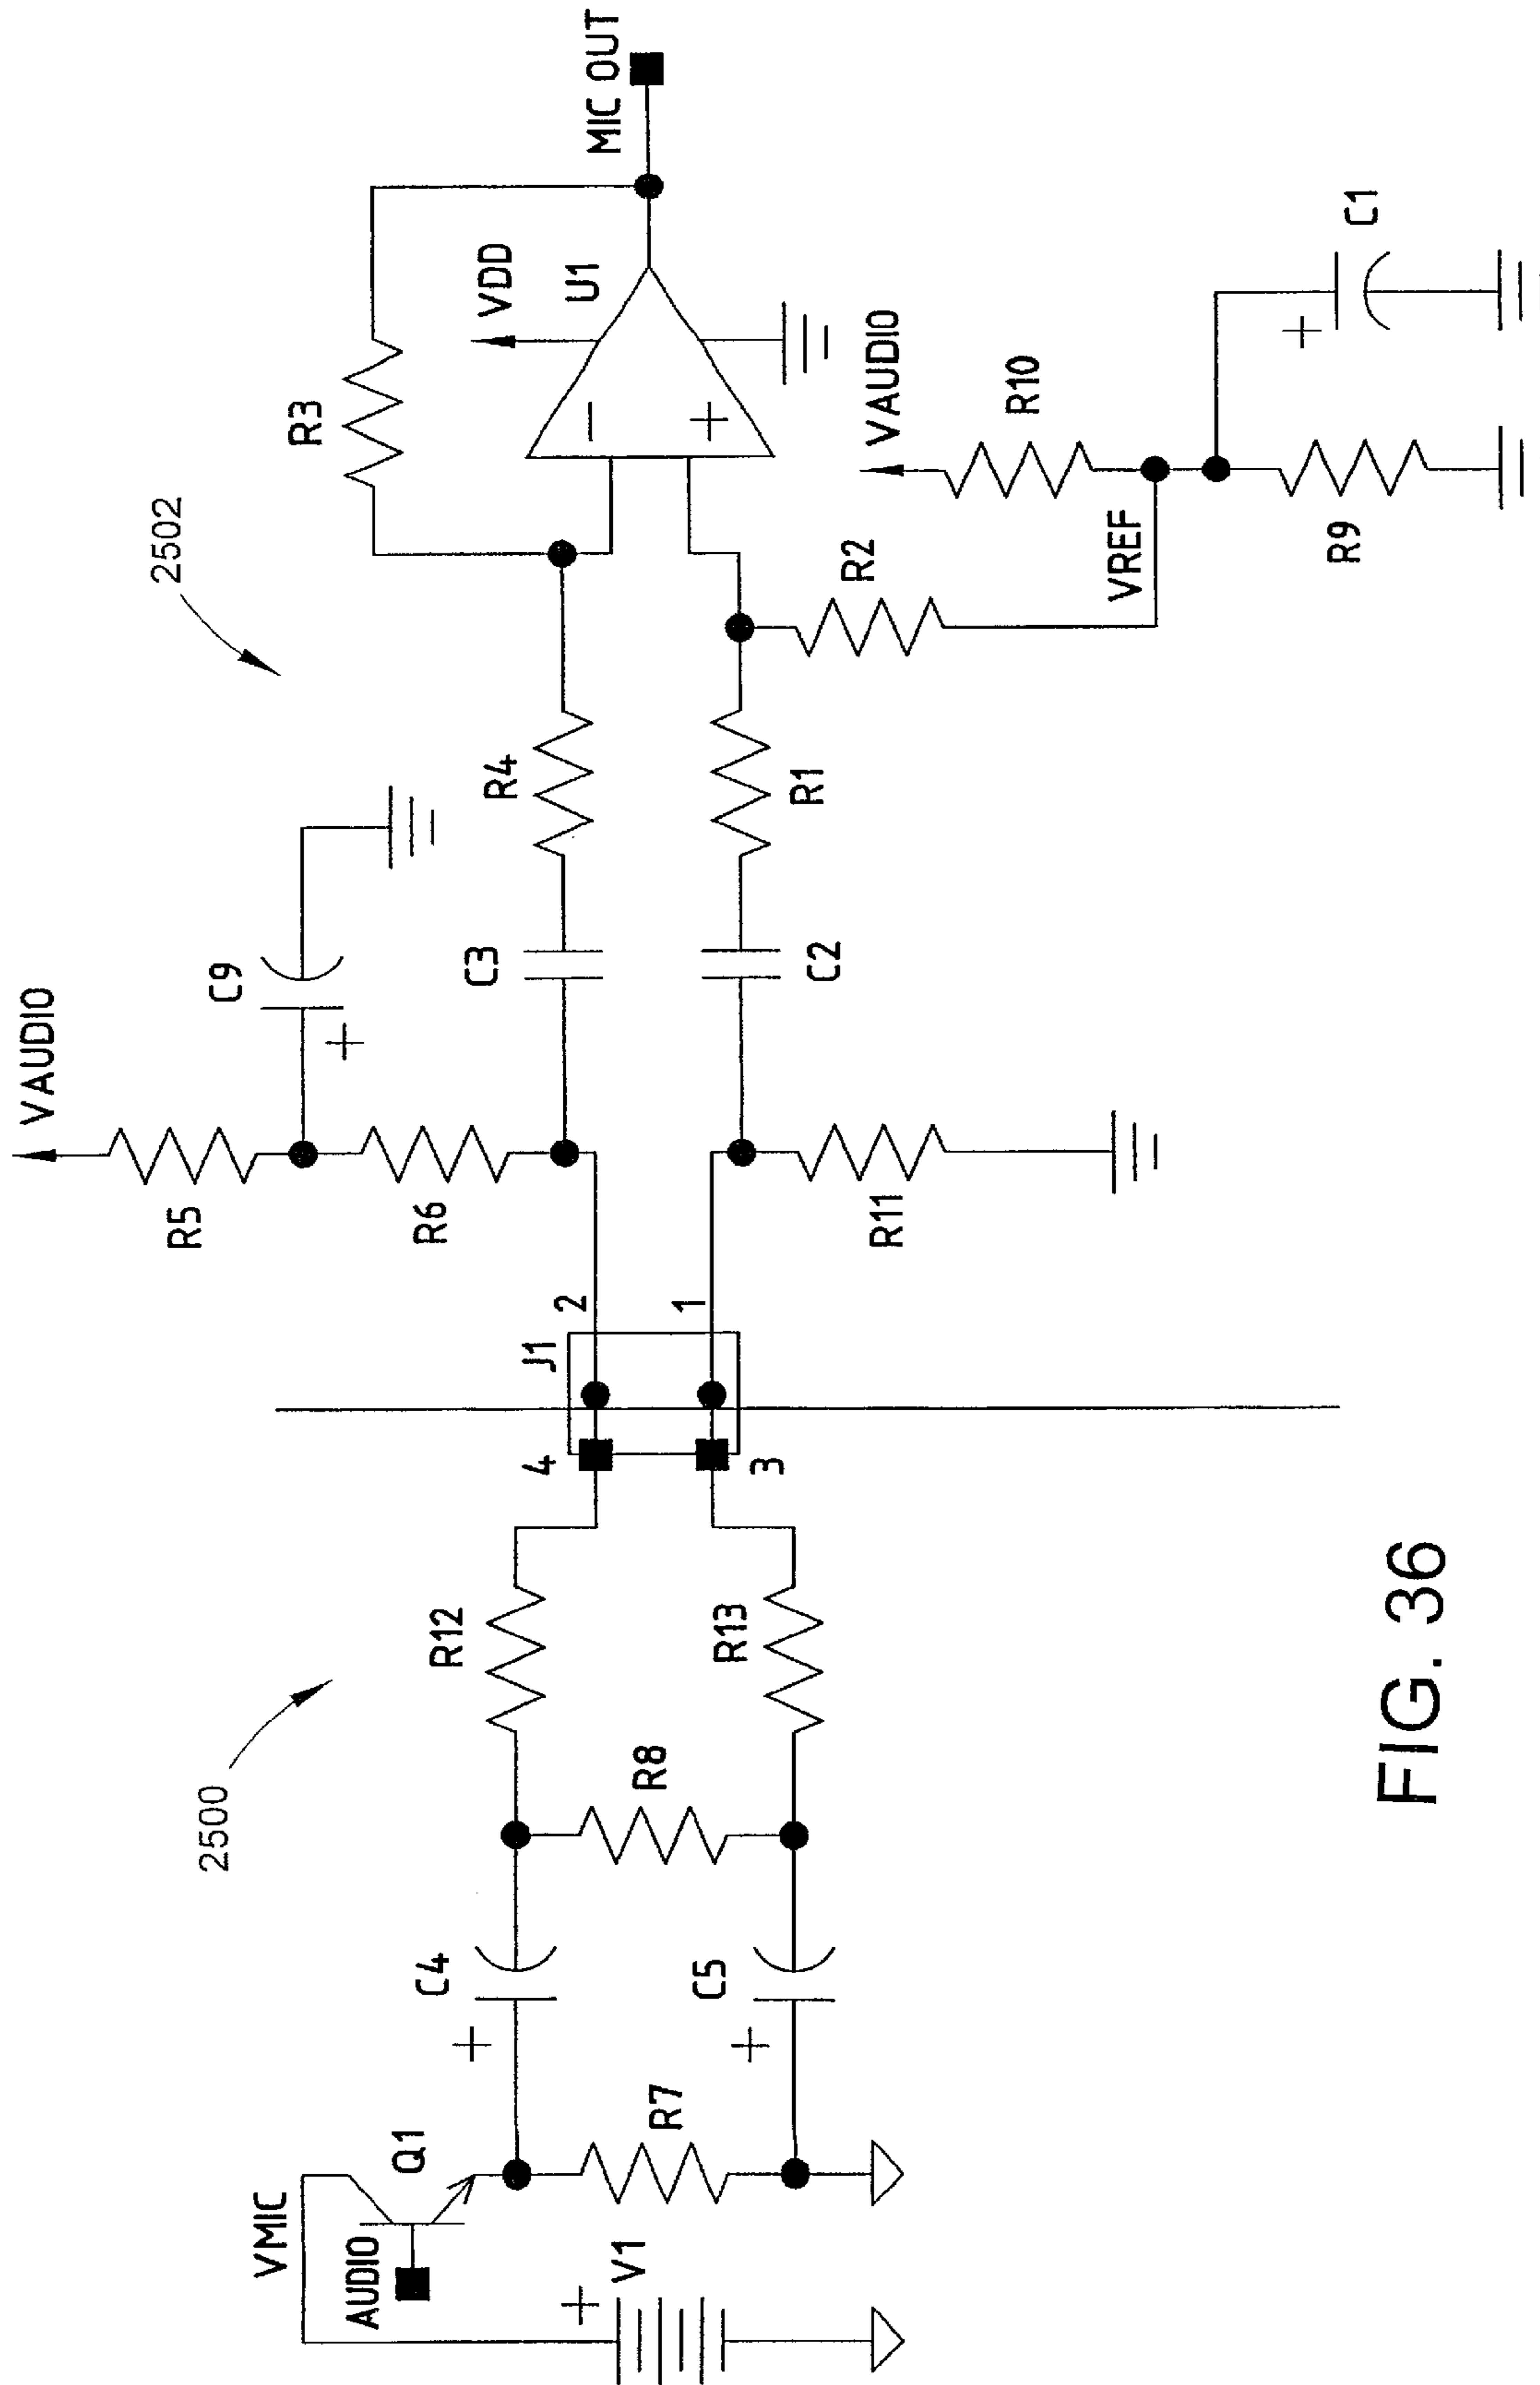 2500
2502
VMIC
AUDIO
Q1
+
V1
R7
+
C4
+
C5
R8
R12
R13
4
3
J1
2
1
VAUDIO
R5
R6
+
C9
R11
C3
C2
R4
R1
R3
−
+
U1
VDD
MIC OUT
R2
VREF
VAUDIO
R10
R9
+
C1
FIG. 36